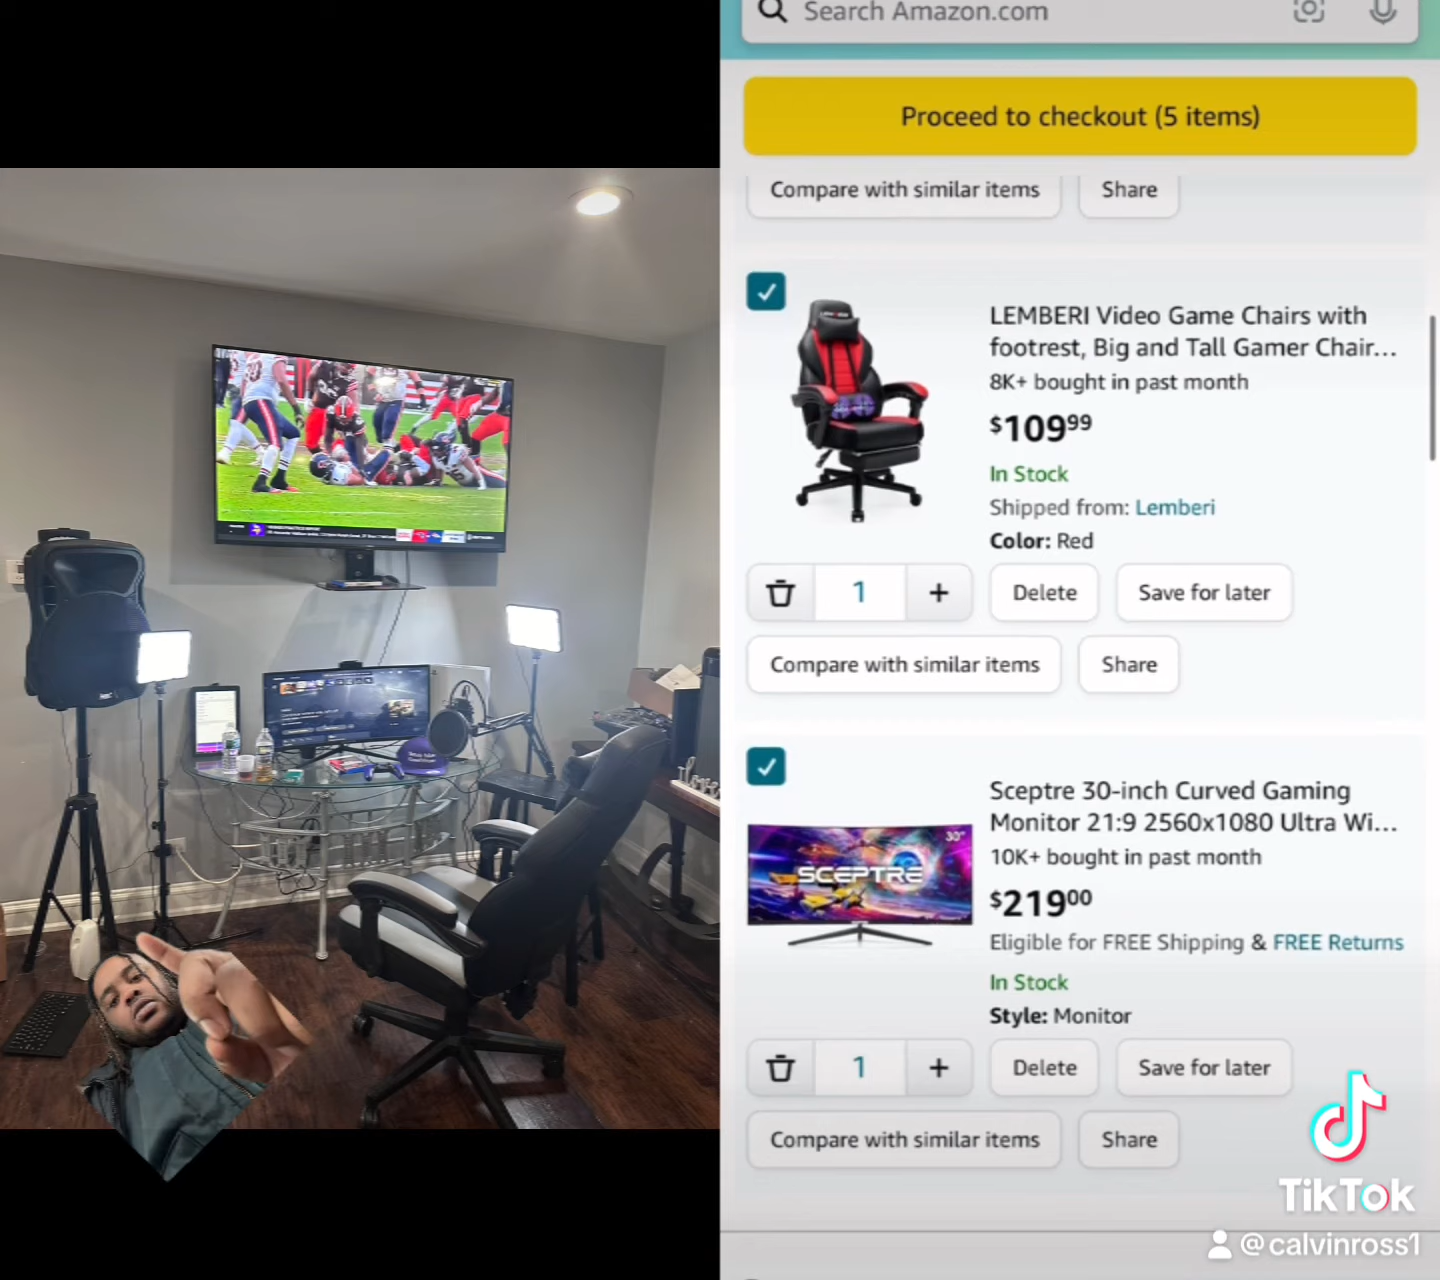 Search Amazon.com
Proceed to checkout (5 items)
Compare with similar items
Share
LEMBERI Video Game Chairs with
footrest, Big and Tall Gamer Chair...
8K+ bought in past month
$109 99
In Stock
Shipped from: Lemberi
Color: Red
1
+
Delete
Save for later
Compare with similar items
Share
Sceptre 30-inch Curved Gaming
Monitor 21:9 2560x1080 Ultra Wi...
10K+ bought in past month
$219 00
Eligible for FREE Shipping & FREE Returns
In Stock
Style: Monitor
30"
SCEPTRE
1
+
Delete
Save for later
Compare with similar items
Share
TikTok
@calvinross1